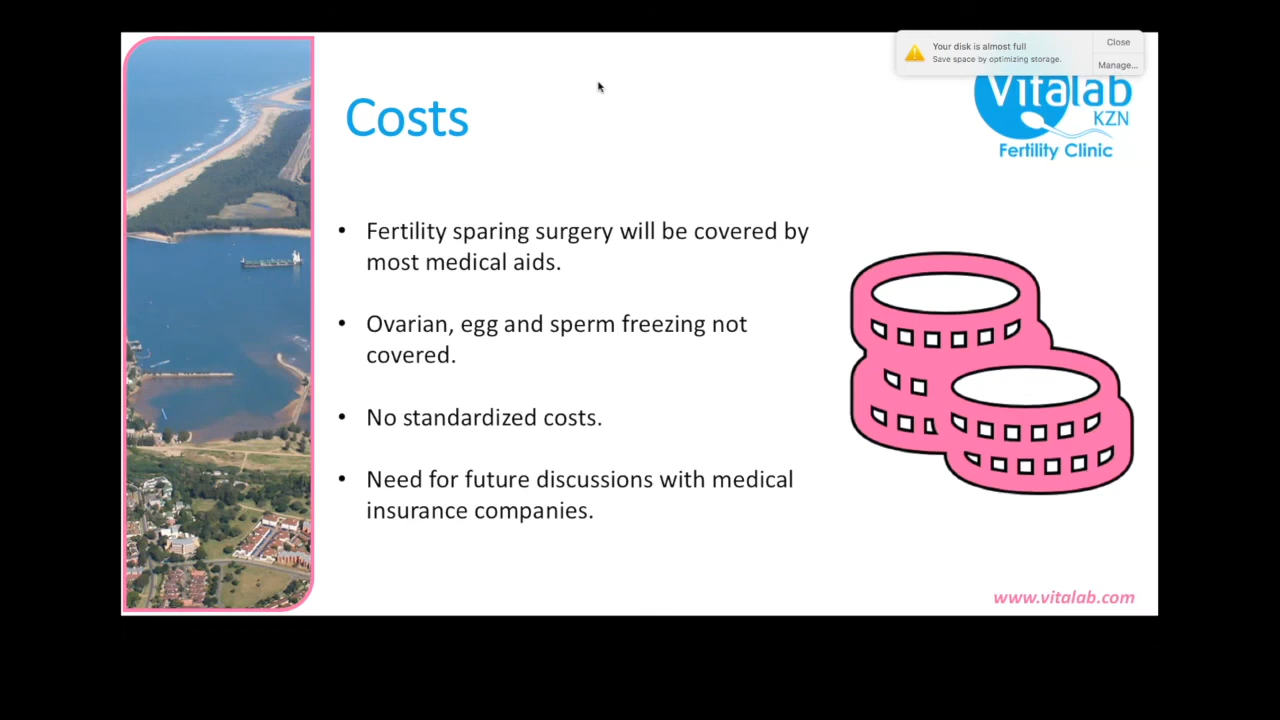 Your disk is almost full
Save space by optimizing storage.
Close
Manage...
Costs
Vitalab
KZN
Fertility Clinic
• Fertility sparing surgery will be covered by
most medical aids.
• Ovarian, egg and sperm freezing not
covered.
• No standardized costs.
• Need for future discussions with medical
insurance companies.
www.vitalab.com